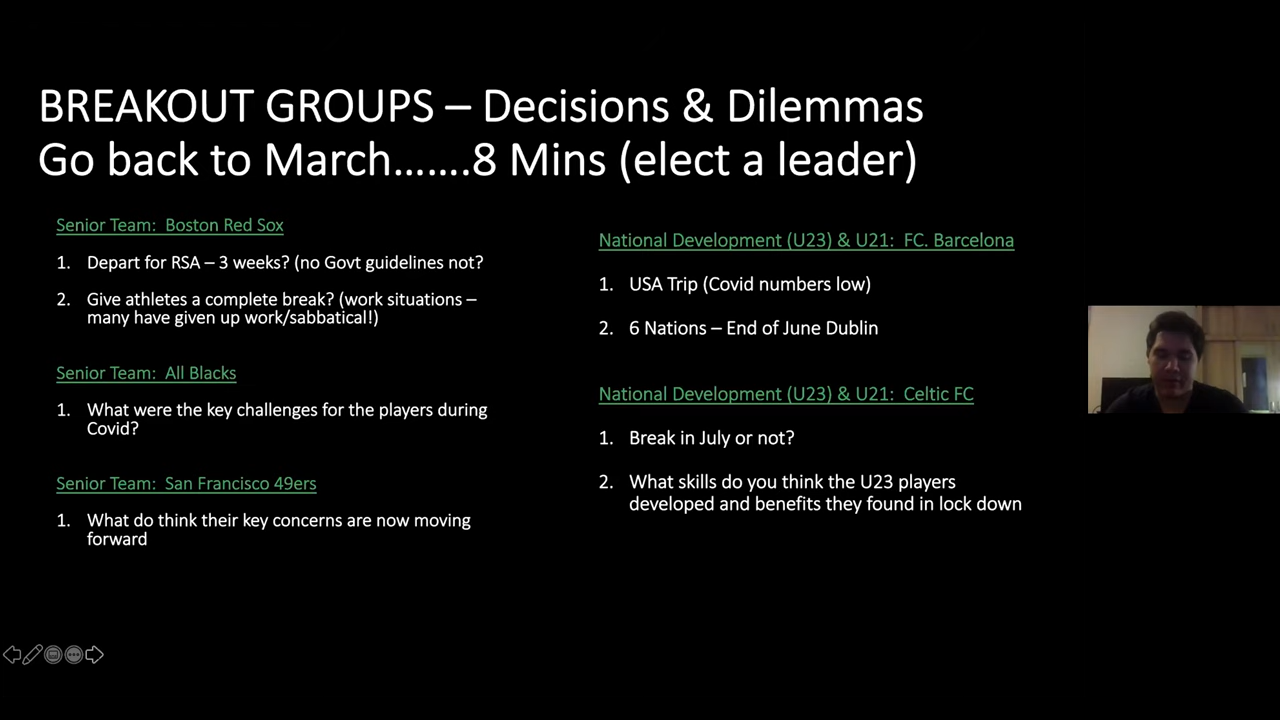 BREAKOUT GROUPS – Decisions & Dilemmas
Go back to March…….8 Mins (elect a leader)
Senior Team:  Boston Red Sox
1. Depart for RSA – 3 weeks? (no Govt guidelines not?
2. Give athletes a complete break? (work situations –
many have given up work/sabbatical!)
Senior Team:  All Blacks
1. What were the key challenges for the players during
Covid?
Senior Team:  San Francisco 49ers
1. What do think their key concerns are now moving
forward
National Development (U23) & U21:  FC. Barcelona
1. USA Trip (Covid numbers low)
2. 6 Nations – End of June Dublin
National Development (U23) & U21:  Celtic FC
1. Break in July or not?
2. What skills do you think the U23 players
developed and benefits they found in lock down